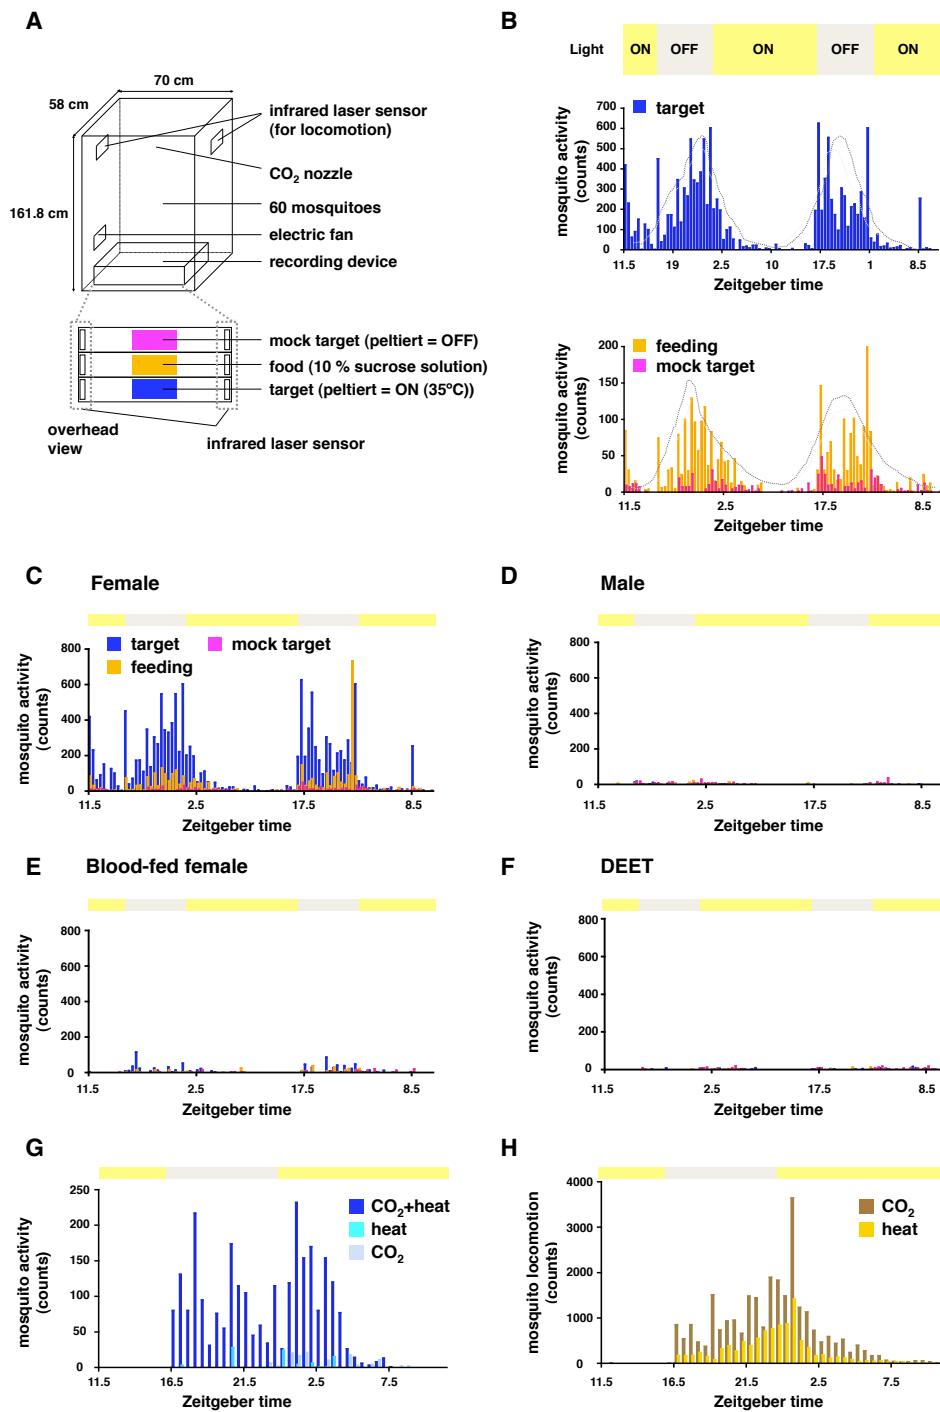 A
70 cm
58 cm
infrared laser sensor
(for locomotion)
CO2 nozzle
60 mosquitoes
161.8 cm
electric fan
recording device
mock target (peltiert = OFF)
food (10 % sucrose solution)
target (peltiert = ON (35°C))
overhead
view
infrared laser sensor
B
Light ON OFF ON OFF ON
target
mosquito activity
(counts)
700
600
500
400
300
200
100
0
11.5 19 2.5 10 17.5 1 8.5
Zeitgeber time
feeding
mock target
mosquito activity
(counts)
200
150
100
50
0
11.5 2.5 17.5 8.5
Zeitgeber time
C Female
target mock target
feeding
mosquito activity
(counts)
800
600
400
200
0
11.5 2.5 17.5 8.5
Zeitgeber time
D Male
mosquito activity
(counts)
800
600
400
200
0
11.5 2.5 17.5 8.5
Zeitgeber time
E Blood-fed female
mosquito activity
(counts)
800
600
400
200
0
11.5 2.5 17.5 8.5
Zeitgeber time
F DEET
mosquito activity
(counts)
800
600
400
200
0
11.5 2.5 17.5 8.5
Zeitgeber time
G
CO2+heat
heat
CO2
mosquito activity
(counts)
250
200
150
100
50
0
11.5 16.5 21.5 2.5 7.5
Zeitgeber time
H
CO2
heat
mosquito locomotion
(counts)
4000
3000
2000
1000
0
11.5 16.5 21.5 2.5 7.5
Zeitgeber time